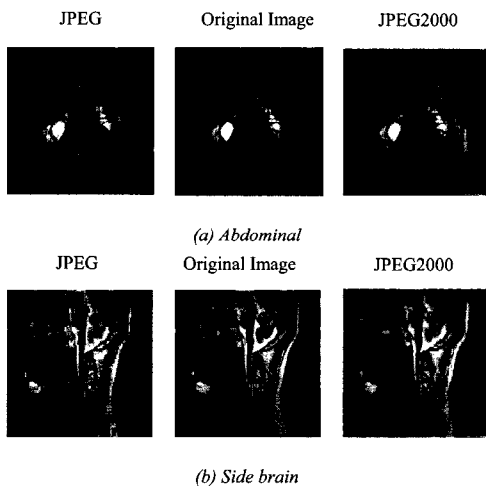 JPEG Original Image JPEG2000
(a) Abdominal
JPEG Original Image JPEG2000
(b) Side brain